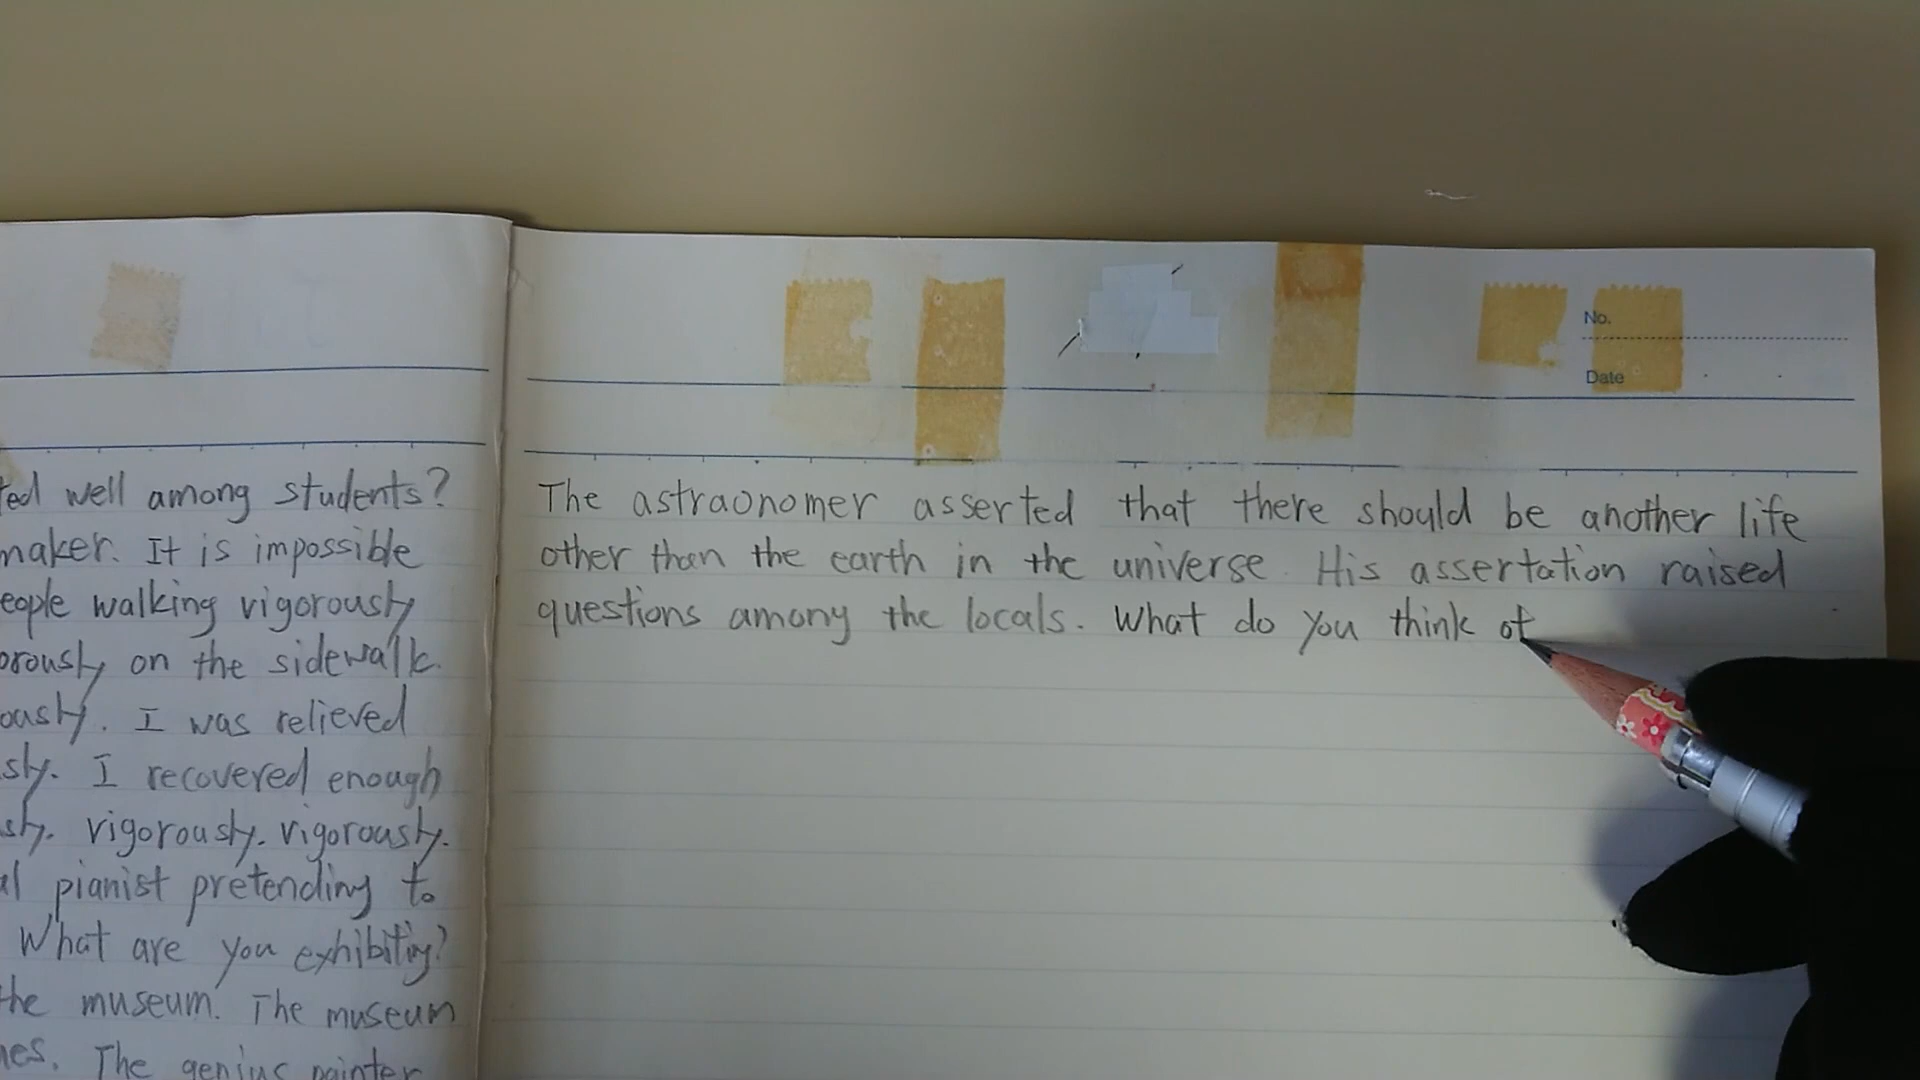 ted well among students?
maker. It is impossible
eople walking vigorously
orously on the sidewalk.
ously. I was relieved
sly. I recovered enough
sly. vigorously. vigorously.
al pianist pretending to
What are you exhibiting?
the museum. The museum
nes. The genius painter
No.
Date
The astraonomer asserted that there should be another life
other than the earth in the universe. His assertation raised
questions among the locals. What do you think of